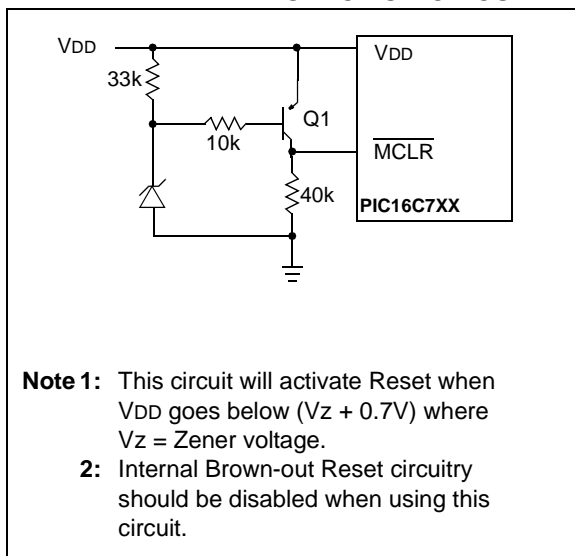 VDD
VDD
33k
Q1
10k
MCLR
40k
PIC16C7XX
Note 1: This circuit will activate Reset when
VDD goes below (Vz + 0.7V) where
Vz = Zener voltage.
2: Internal Brown-out Reset circuitry
should be disabled when using this
circuit.